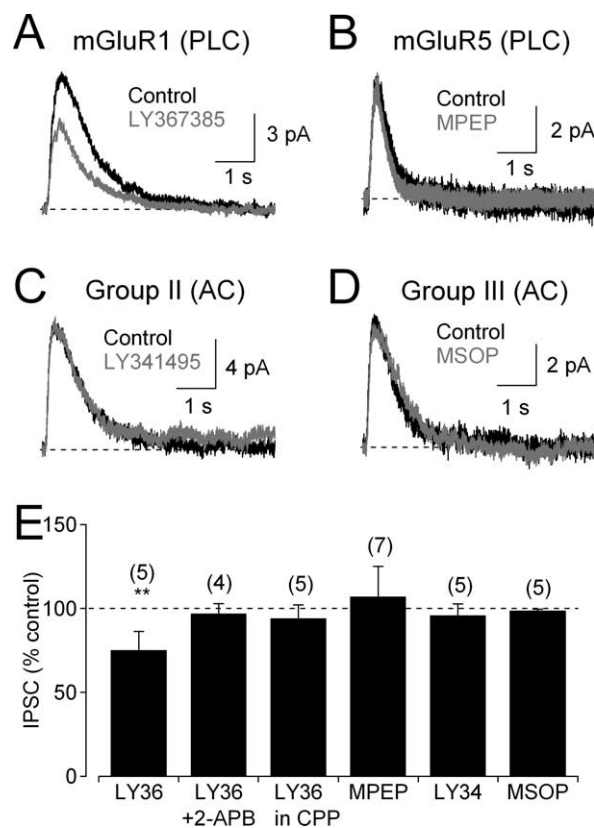 A mGluR1 (PLC)
Control
LY367385
3 pA
1 s
B mGluR5 (PLC)
Control
MPEP
2 pA
1 s
C Group II (AC)
Control
LY341495
4 pA
1 s
D Group III (AC)
Control
MSOP
2 pA
1 s
E
IPSC (% control)
150
100
50
0
(5) (4) (5) (7) (5) (5)
**
LY36 LY36 LY36 MPEP LY34 MSOP
+2-APB in CPP